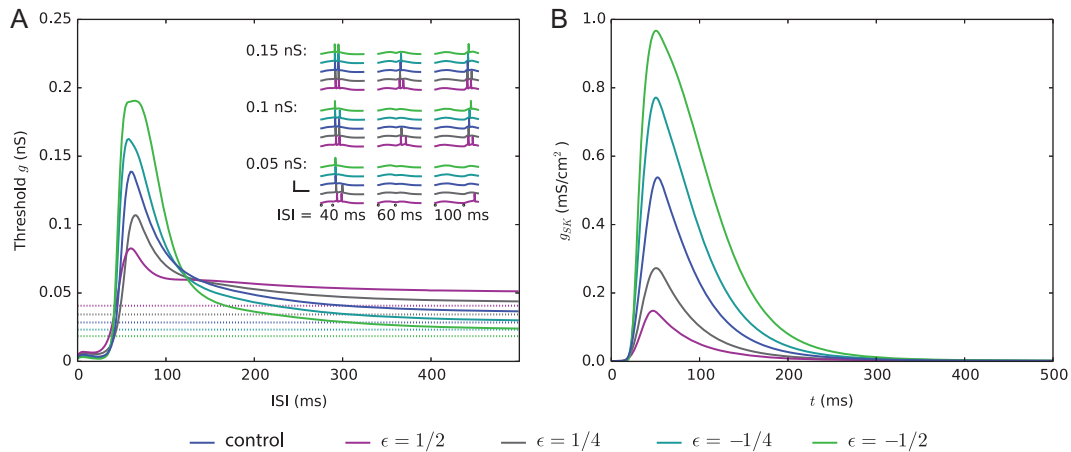 A
B
0.25
0.2
0.15
0.1
0.05
0
Threshold g (nS)
0.15 nS:
0.1 nS:
0.05 nS:
ISI = 40 ms 60 ms 100 ms
0 100 200 300 400
ISI (ms)
1.0
0.8
0.6
0.4
0.2
0.0
g_{SK} (mS/cm²)
0 100 200 300 400 500
t (ms)
control ϵ = 1/2 ϵ = 1/4 ϵ = −1/4 ϵ = −1/2